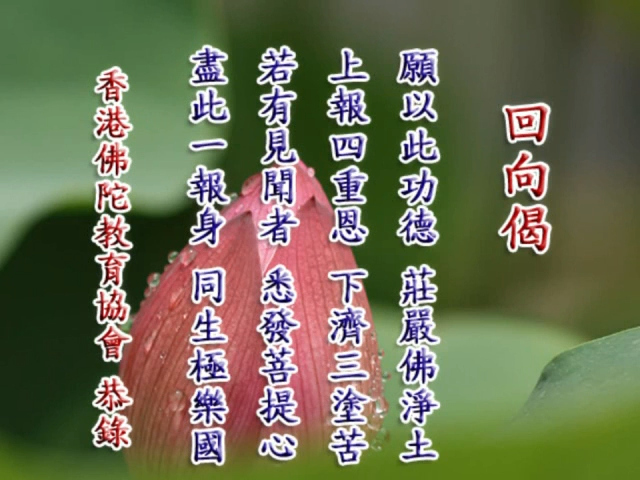 回向偈
願以此功德 莊嚴佛淨土
上報四重恩 下濟三塗苦
若有見聞者 悉發菩提心
盡此一報身 同生極樂國
香港佛陀教育協會 恭錄